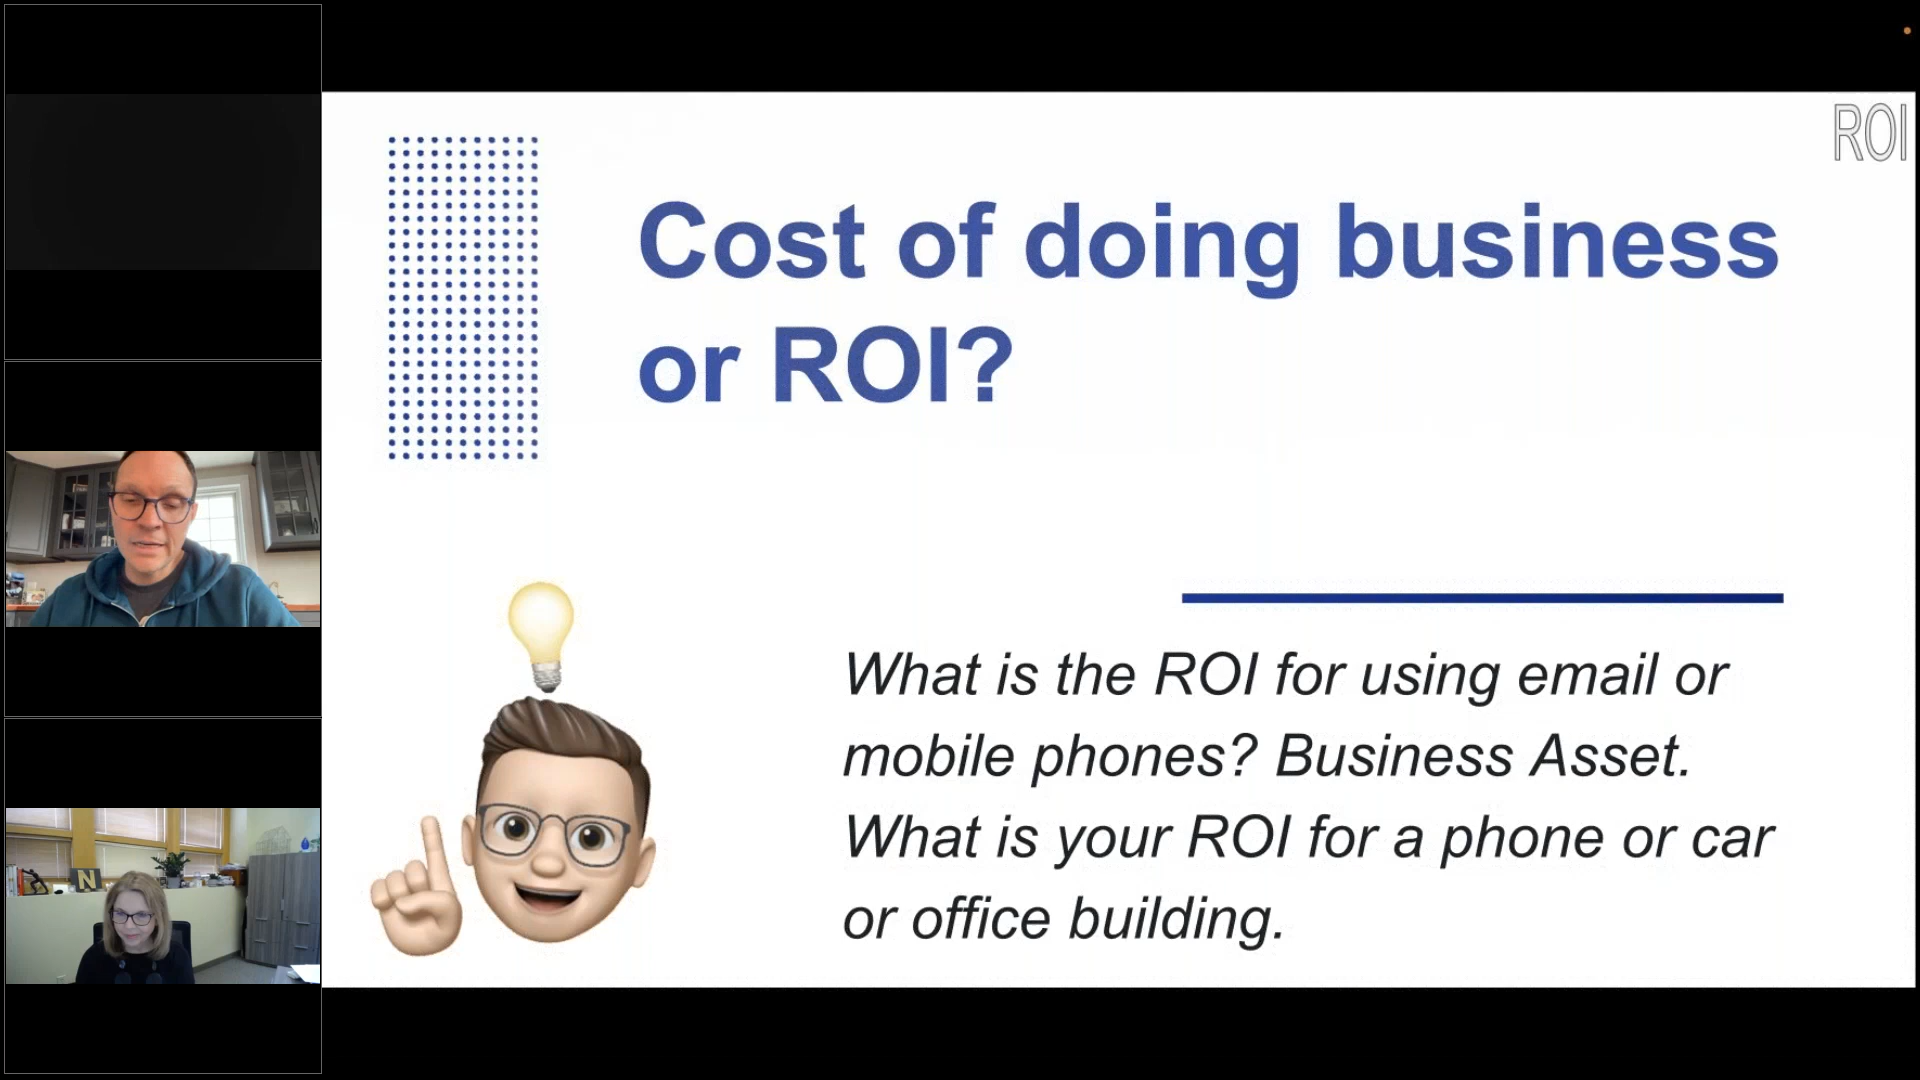 ROI
Cost of doing business
or ROI?
What is the ROI for using email or
mobile phones? Business Asset.
What is your ROI for a phone or car
or office building.
N